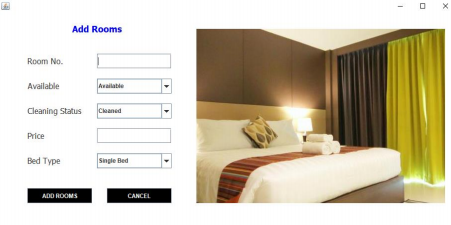 Add Rooms
Room No.
Available Available
Cleaning Status Cleaned
Price
Bed Type Single Bed
ADD ROOMS CANCEL